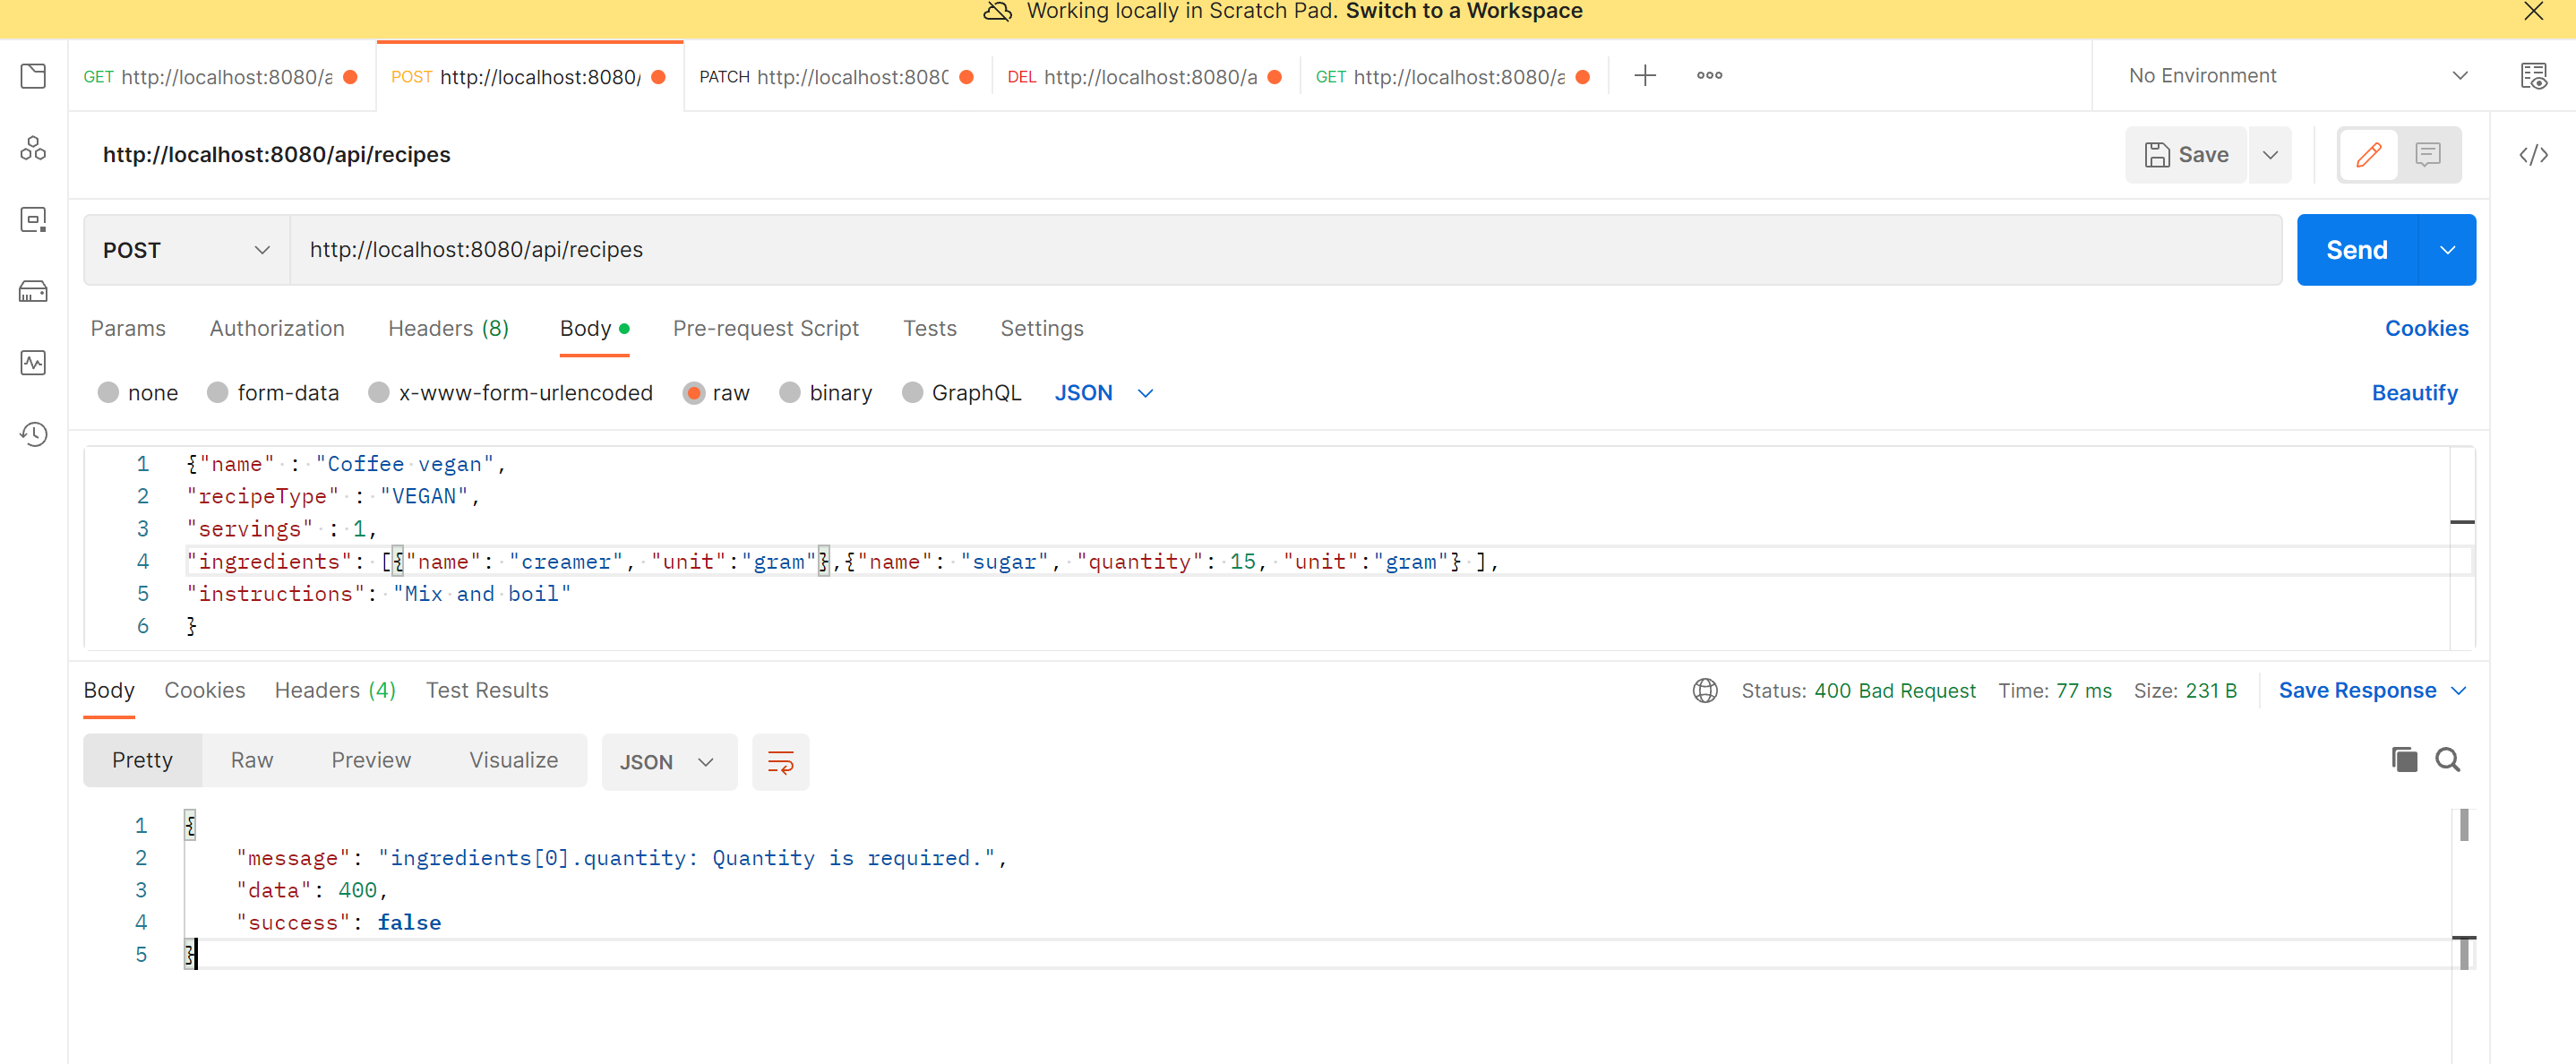 Working locally in Scratch Pad. Switch to a Workspace
GET http://localhost:8080/a
POST http://localhost:8080/
PATCH http://localhost:808
DEL http://localhost:8080/a
GET http://localhost:8080/a
No Environment
http://localhost:8080/api/recipes
Save
POST http://localhost:8080/api/recipes Send
Params Authorization Headers (8) Body Pre-request Script Tests Settings Cookies
none form-data x-www-form-urlencoded raw binary GraphQL JSON Beautify
1 {"name" : "Coffee vegan",
2 "recipeType" : "VEGAN",
3 "servings" : 1,
4 "ingredients": [{"name": "creamer", "unit":"gram"},{"name": "sugar", "quantity": 15, "unit":"gram"} ],
5 "instructions": "Mix and boil"
6 }
Body Cookies Headers (4) Test Results Status: 400 Bad Request Time: 77 ms Size: 231 B Save Response
Pretty Raw Preview Visualize JSON
1 {
2 "message": "ingredients[0].quantity: Quantity is required.",
3 "data": 400,
4 "success": false
5 }